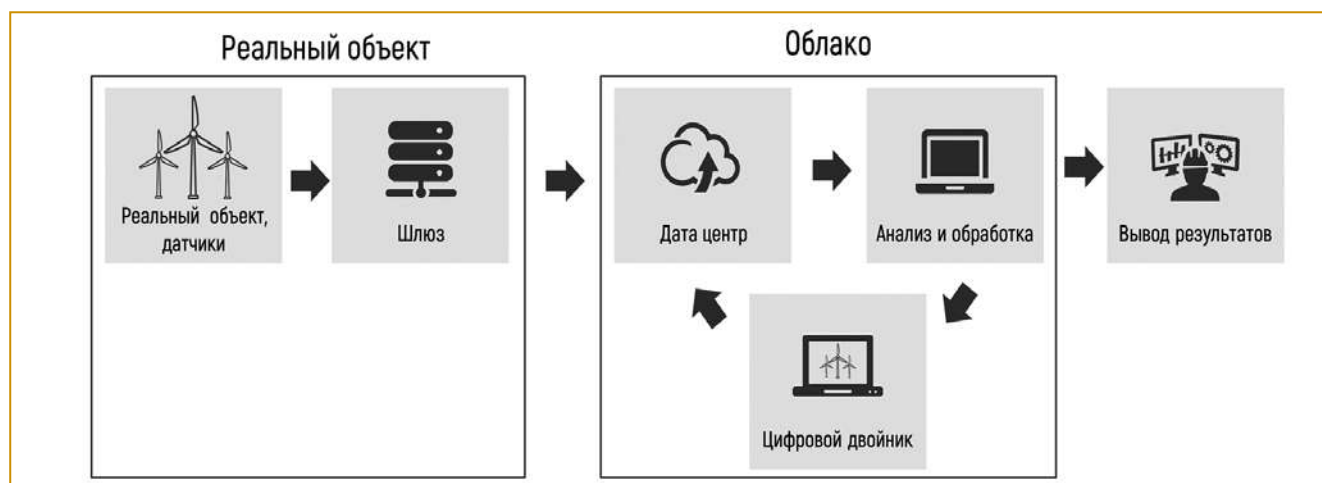 Реальный объект
Облако
Реальный объект,
датчики
Шлюз
Дата центр
Анализ и обработка
Вывод результатов
Цифровой двойник